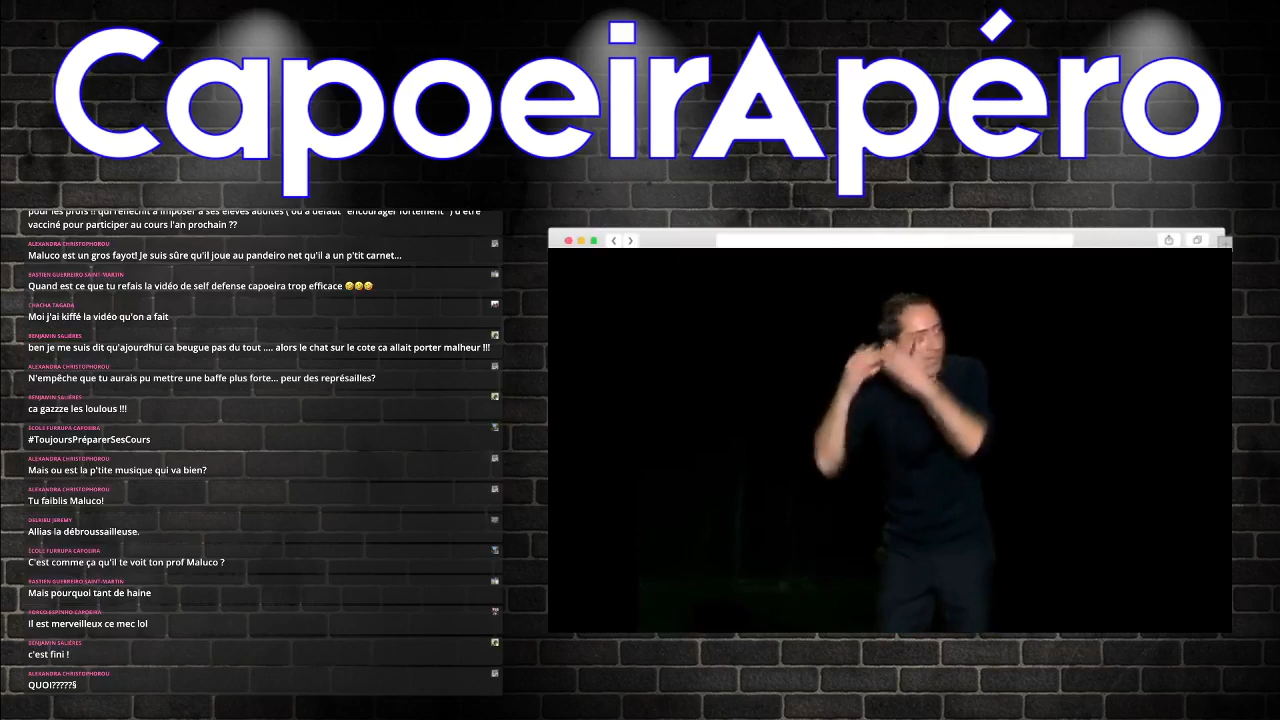 CapoeirApéro
pour les profs !! qui réfléchit à imposer à ses élèves adultes ( ou à défaut "encourager fortement" ) d'être
vacciné pour participer au cours l'an prochain ??
ALEXANDRA CHRISTOPHOROU
Maluco est un gros fayot! Je suis sûre qu'il joue au pandeiro net qu'il a un p'tit carnet...
BASTIEN GUERREIRO SAINT-MARTIN
Quand est ce que tu refais la vidéo de self defense capoeira trop efficace 🤣🤣🤣
CHACHA TAGADA
Moi j'ai kiffé la vidéo qu'on a fait
BENJAMIN SALIÈRES
ben je me suis dit qu'ajourdhui ca beugue pas du tout .... alors le chat sur le cote ca allait porter malheur !!!
ALEXANDRA CHRISTOPHOROU
N'empêche que tu aurais pu mettre une baffe plus forte... peur des représailles?
BENJAMIN SALIÈRES
ca gazzze les loulous !!!
ÉCOLE FURRUPA CAPOEIRA
#ToujoursPréparerSesCours
ALEXANDRA CHRISTOPHOROU
Mais ou est la p'tite musique qui va bien?
ALEXANDRA CHRISTOPHOROU
Tu faiblis Maluco!
DELRIEU JEREMY
Allias la débroussailleuse.
ÉCOLE FURRUPA CAPOEIRA
C'est comme ça qu'il te voit ton prof Maluco ?
BASTIEN GUERREIRO SAINT-MARTIN
Mais pourquoi tant de haine
PORCO ESPINHO CAPOEIRA
Il est merveilleux ce mec lol
BENJAMIN SALIÈRES
c'est fini !
ALEXANDRA CHRISTOPHOROU
QUOI?????§